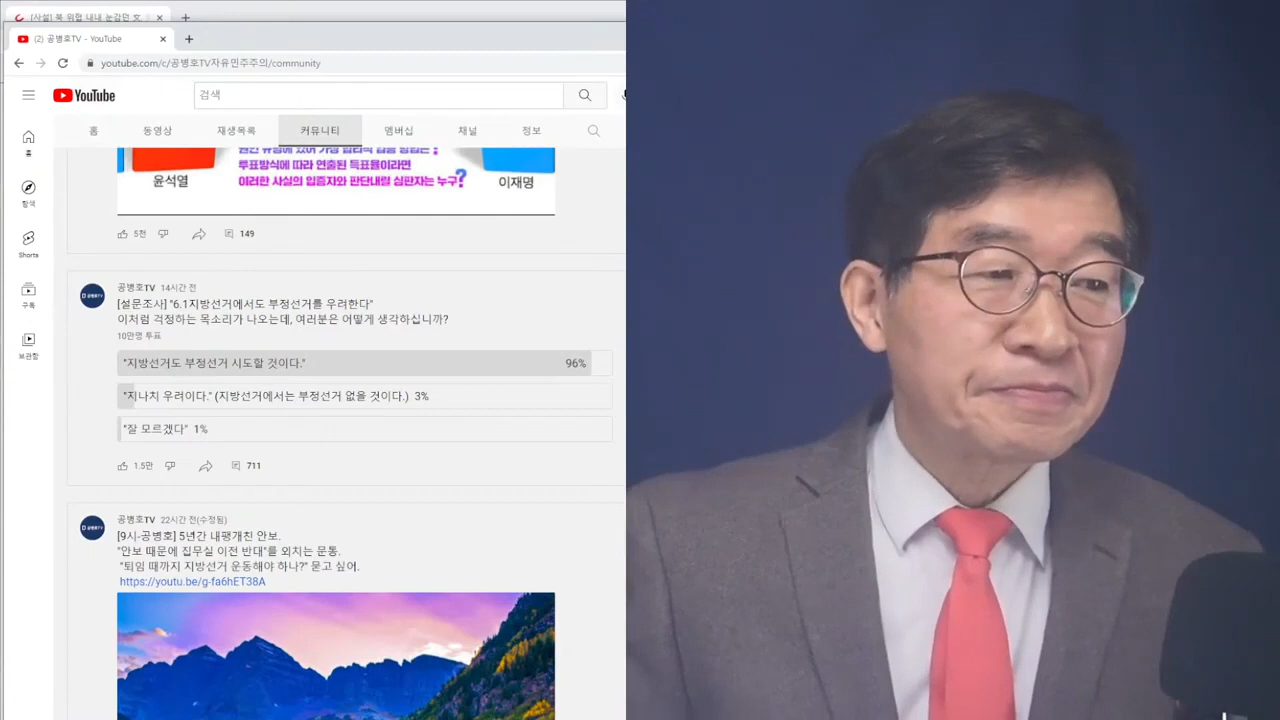 [사설] 북 위협 내내 눈감던 文
(2) 공병호TV - YouTube
youtube.com/c/공병호TV자유민주주의/community
YouTube
검색
홈 동영상 재생목록 커뮤니티 멤버십 채널 정보
홈
탐색
Shorts
구독
보관함
투표방식에 따라 연출된 득표율이라면
이러한 사실의 입증자와 판단내릴 심판자는 누구?
윤석열
이재명
5천 149
공병호TV 14시간 전
[설문조사] "6.1지방선거에서도 부정선거를 우려한다"
이처럼 걱정하는 목소리가 나오는데, 여러분은 어떻게 생각하십니까?
10만명 투표
"지방선거도 부정선거 시도할 것이다." 96%
"지나치 우려이다." (지방선거에서는 부정선거 없을 것이다.) 3%
"잘 모르겠다" 1%
1.5만 711
공병호TV 22시간 전(수정됨)
[9시-공병호] 5년간 내팽개친 안보.
"안보 때문에 집무실 이전 반대"를 외치는 문통.
"퇴임 때까지 지방선거 운동해야 하나?" 묻고 싶어.
https://youtu.be/g-fa6hET38A